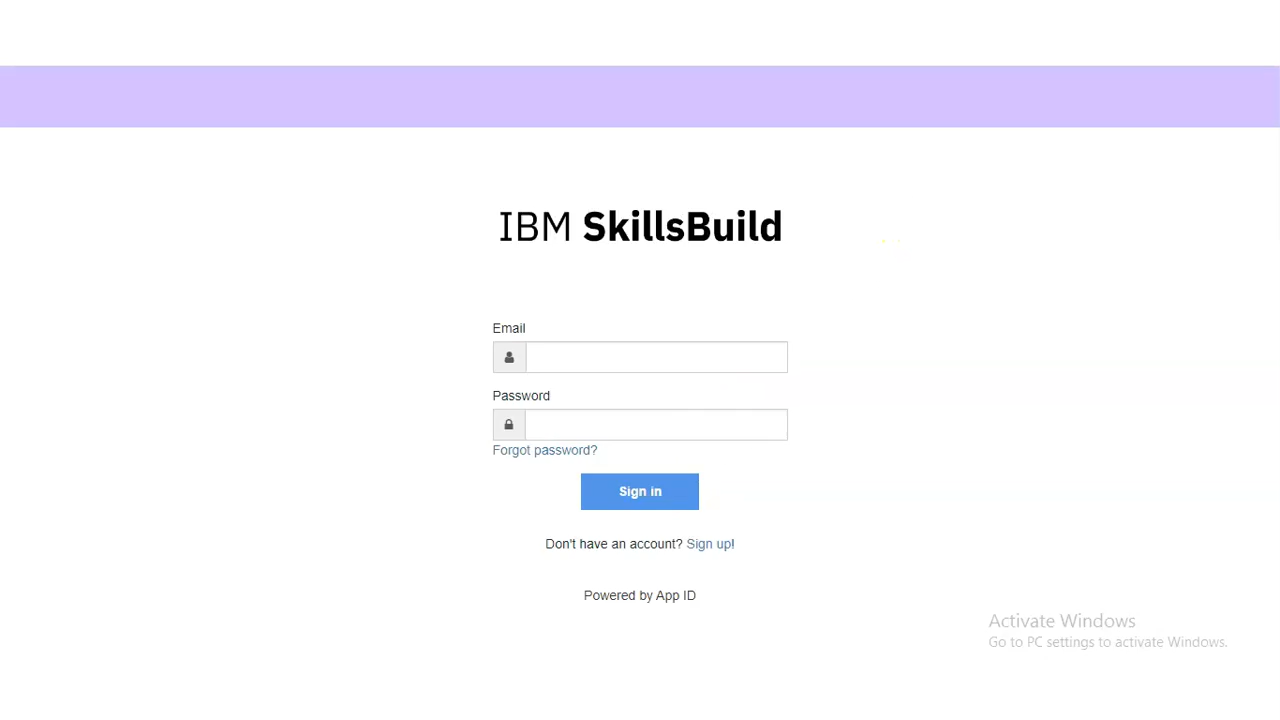 IBM SkillsBuild
Email
Password
Forgot password?
Sign in
Don't have an account? Sign up!
Powered by App ID
Activate Windows
Go to PC settings to activate Windows.